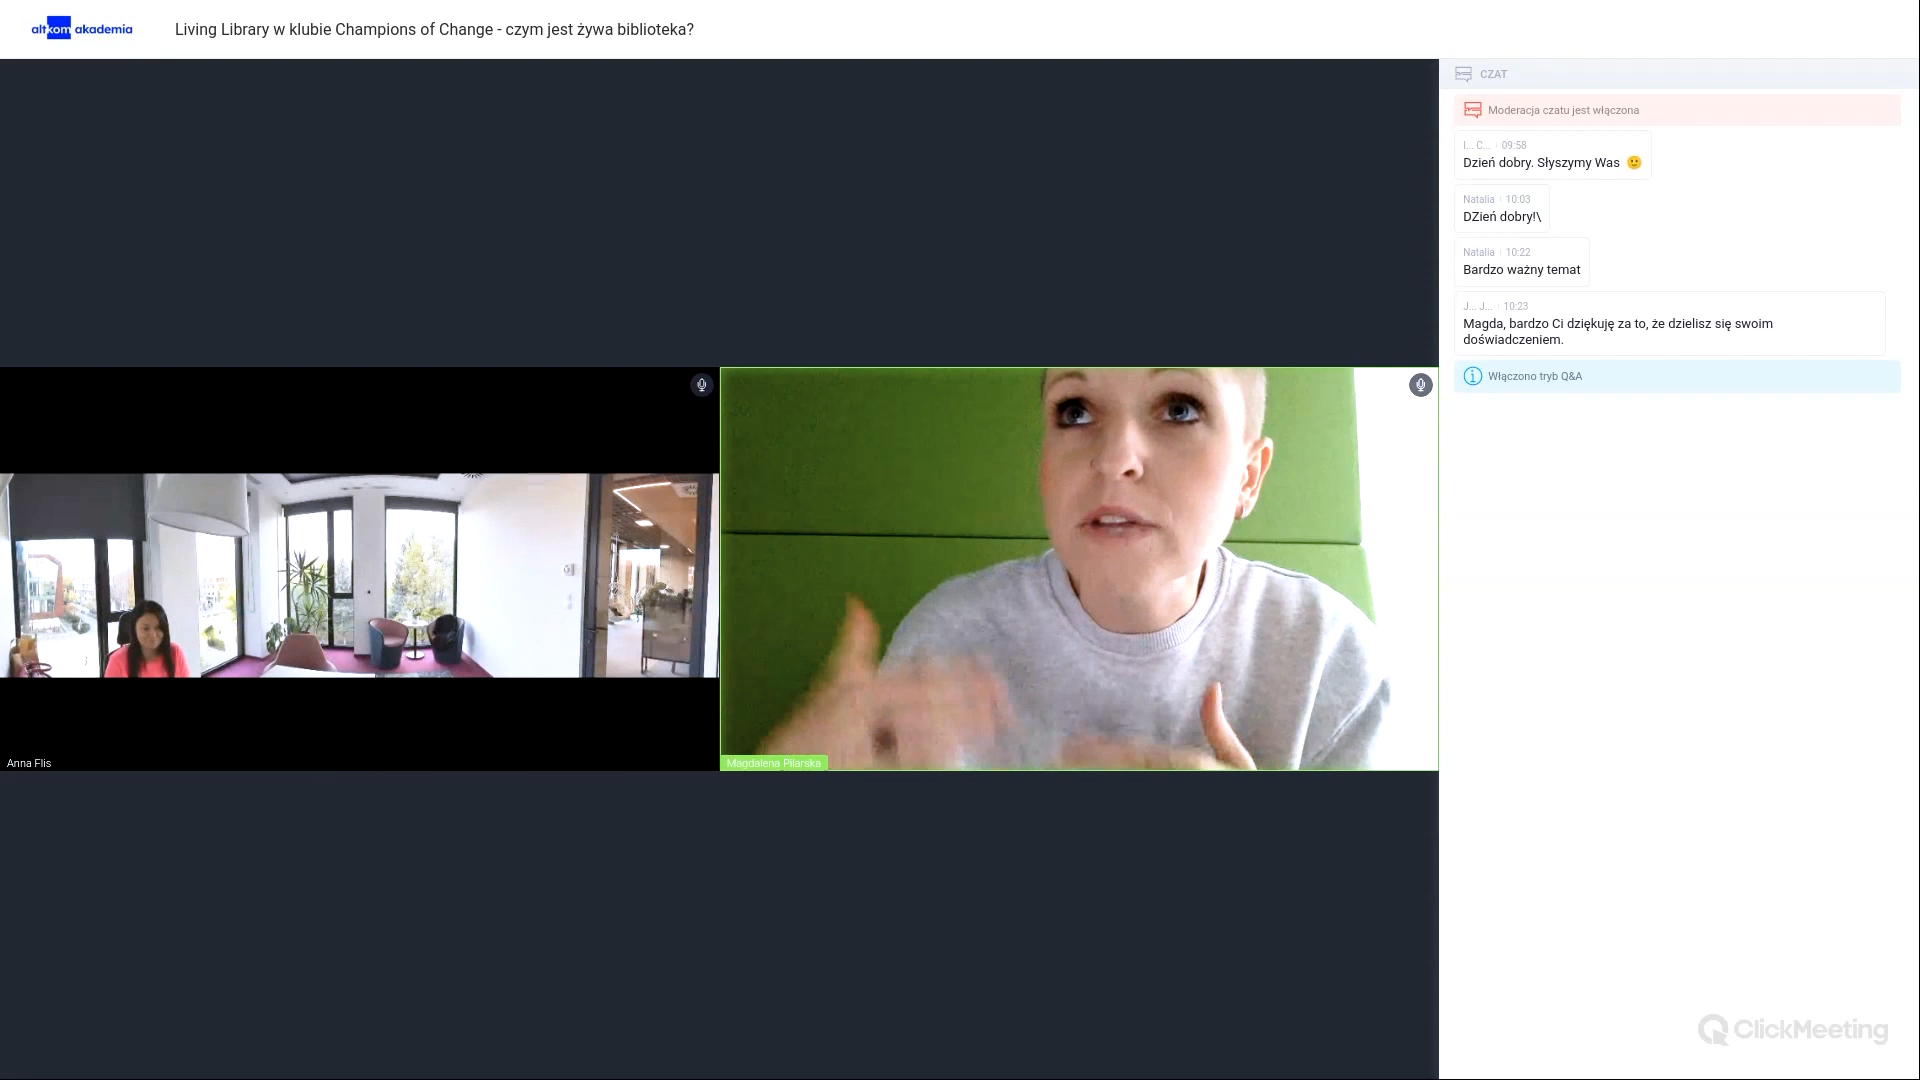 altkom akademia
Living Library w klubie Champions of Change - czym jest żywa biblioteka?
CZAT
Moderacja czatu jest włączona
I... C... 09:58
Dzień dobry. Słyszymy Was 🙂
Natalia 10:03
DZień dobry!\
Natalia 10:22
Bardzo ważny temat
J... J... 10:23
Magda, bardzo Ci dziękuję za to, że dzielisz się swoim
doświadczeniem.
Włączono tryb Q&A
Anna Flis
Magdalena Pilarska
ClickMeeting